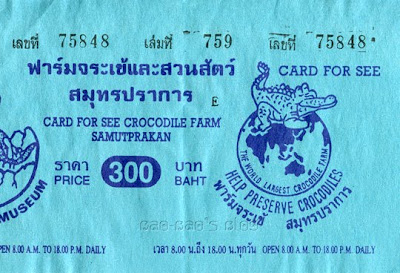 เลขที่ 75848 เล่มที่ 759 เลขที่ 75848
ฟาร์มจระเข้และสวนสัตว์
สมุทรปราการ E
CARD FOR SEE CROCODILE FARM
SAMUTPRAKAN
ราคา 300 บาท
PRICE BAHT
MUSEUM
CARD FOR SEE
THE WORLD LARGEST CROCODILE FARM
HELP PRESERVE CROCODILES
ฟาร์มจระเข้ สมุทรปราการ
bao-bao's blog
OPEN 8.00 A.M. TO 18.00 P.M. DAILY เวลา 8.00 น.ถึง 18.00 น.ทุกวัน OPEN 8.00 A.M. TO 18.00 P.M. DAILY